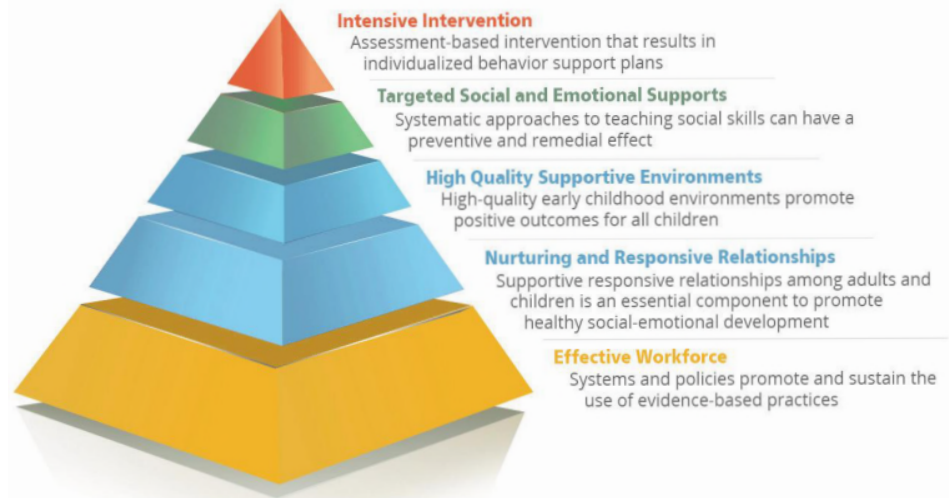 Intensive Intervention
Assessment-based intervention that results in
individualized behavior support plans
Targeted Social and Emotional Supports
Systematic approaches to teaching social skills can have a
preventive and remedial effect
High Quality Supportive Environments
High-quality early childhood environments promote
positive outcomes for all children
Nurturing and Responsive Relationships
Supportive responsive relationships among adults and
children is an essential component to promote
healthy social-emotional development
Effective Workforce
Systems and policies promote and sustain the
use of evidence-based practices